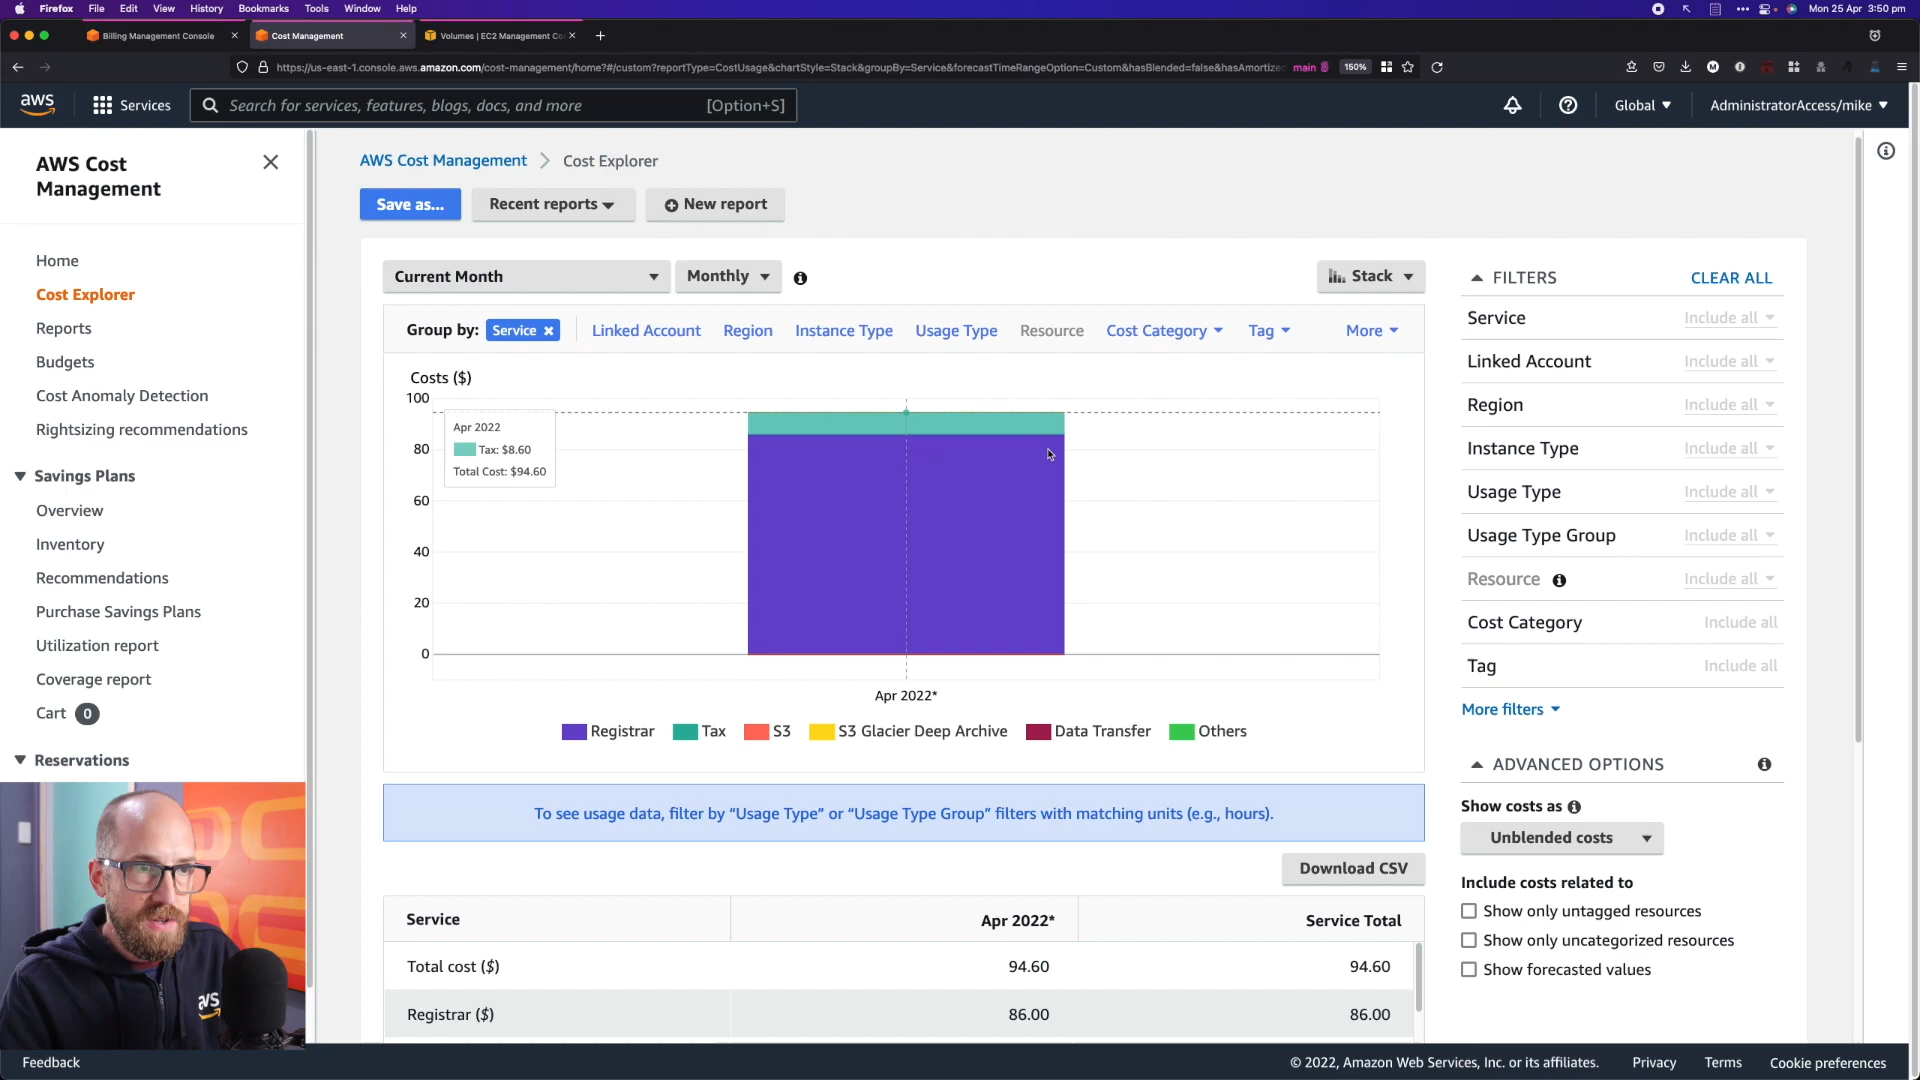 Firefox File Edit View History Bookmarks Tools Window Help Mon 25 Apr 3:50 pm
Billing Management Console Cost Management Volumes | EC2 Management Co
https://us-east-1.console.aws.amazon.com/cost-management/home?#/custom?reportType=CostUsage&chartStyle=Stack&groupBy=Service&forecastTimeRangeOption=Custom&hasBlended=false&hasAmortized main 150%
aws Services Search for services, features, blogs, docs, and more [Option+S] Global AdministratorAccess/mike
AWS Cost
Management
Home
Cost Explorer
Reports
Budgets
Cost Anomaly Detection
Rightsizing recommendations
Savings Plans
Overview
Inventory
Recommendations
Purchase Savings Plans
Utilization report
Coverage report
Cart 0
Reservations
AWS Cost Management Cost Explorer
Save as... Recent reports New report
Current Month Monthly Stack
Group by: Service Linked Account Region Instance Type Usage Type Resource Cost Category Tag More
Costs ($)
100
80
60
40
20
0
Apr 2022
Tax: $8.60
Total Cost: $94.60
Apr 2022*
Registrar Tax S3 S3 Glacier Deep Archive Data Transfer Others
To see usage data, filter by “Usage Type” or “Usage Type Group” filters with matching units (e.g., hours).
Download CSV
Service Apr 2022* Service Total
Total cost ($) 94.60 94.60
Registrar ($) 86.00 86.00
FILTERS CLEAR ALL
Service Include all
Linked Account Include all
Region Include all
Instance Type Include all
Usage Type Include all
Usage Type Group Include all
Resource Include all
Cost Category Include all
Tag Include all
More filters
ADVANCED OPTIONS
Show costs as
Unblended costs
Include costs related to
Show only untagged resources
Show only uncategorized resources
Show forecasted values
aws
Feedback © 2022, Amazon Web Services, Inc. or its affiliates. Privacy Terms Cookie preferences